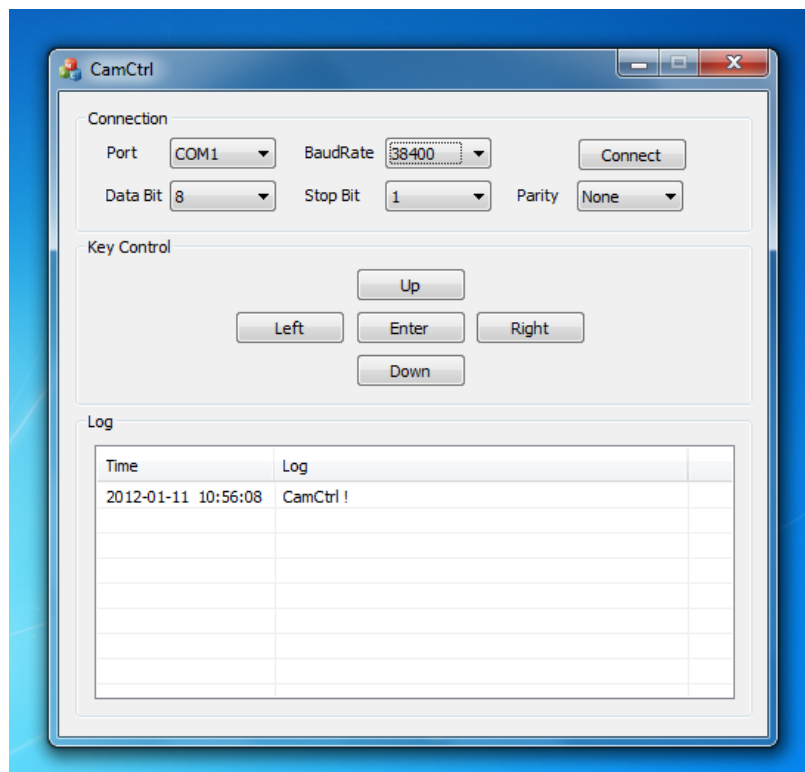 CamCtrl
Connection
Port COM1 BaudRate 38400 Connect
Data Bit 8 Stop Bit 1 Parity None
Key Control
Up
Left Enter Right
Down
Log
Time Log
2012-01-11 10:56:08 CamCtrl !